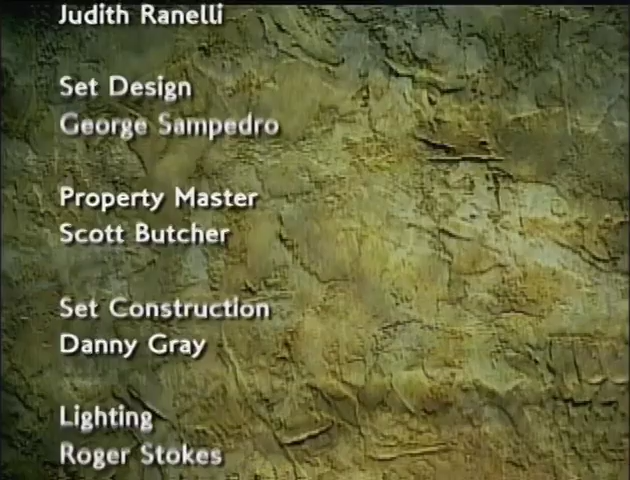 Judith Ranelli
Set Design
George Sampedro
Property Master
Scott Butcher
Set Construction
Danny Gray
Lighting
Roger Stokes